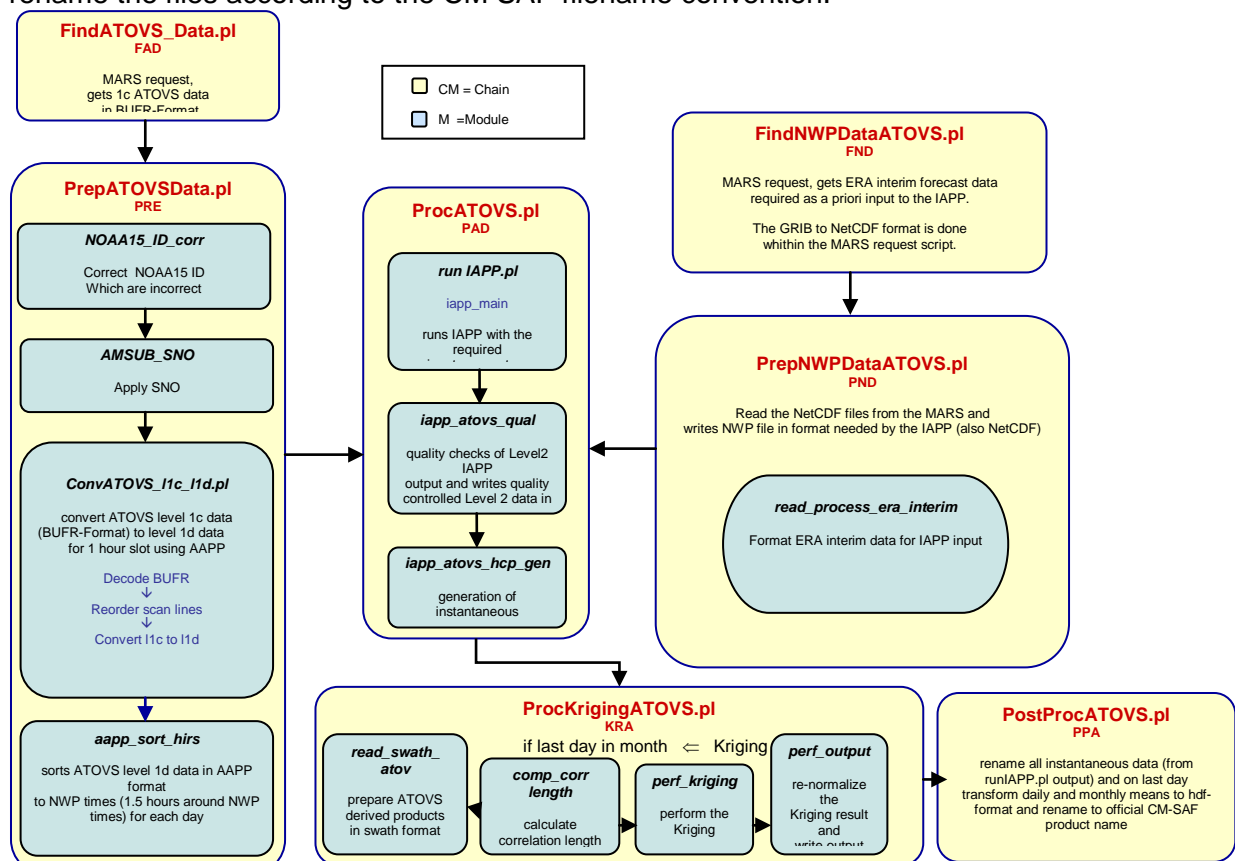 rename the files according to the CM SAF filename convention.
FindATOVS_Data.pl
FAD
MARS request,
gets 1c ATOVS data
in BUFR-Format
CM = Chain
M =Module
FindNWPDataATOVS.pl
FND
MARS request, gets ERA interim forecast data
required as a priori input to the IAPP.
The GRIB to NetCDF format is done
whithin the MARS request script.
PrepATOVSData.pl
PRE
NOAA15_ID_corr
Correct NOAA15 ID
Which are incorrect
AMSUB_SNO
Apply SNO
ConvATOVS_l1c_l1d.pl
convert ATOVS level 1c data
(BUFR-Format) to level 1d data
for 1 hour slot using AAPP
Decode BUFR
↓
Reorder scan lines
↓
Convert l1c to l1d
aapp_sort_hirs
sorts ATOVS level 1d data in AAPP
format
to NWP times (1.5 hours around NWP
times) for each day
ProcATOVS.pl
PAD
run IAPP.pl
iapp_main
runs IAPP with the
required
iapp_atovs_qual
quality checks of Level2
IAPP
output and writes quality
controlled Level 2 data in
iapp_atovs_hcp_gen
generation of
instantaneous
PrepNWPDataATOVS.pl
PND
Read the NetCDF files from the MARS and
writes NWP file in format needed by the IAPP (also NetCDF)
read_process_era_interim
Format ERA interim data for IAPP input
ProcKrigingATOVS.pl
KRA
if last day in month ⇐ Kriging
read_swath_
atov
prepare ATOVS
derived products
in swath format
comp_corr
length
calculate
correlation length
perf_kriging
perform the
Kriging
perf_output
re-normalize
the
Kriging result
and
write output
PostProcATOVS.pl
PPA
rename all instantaneous data (from
runIAPP.pl output) and on last day
transform daily and monthly means to hdf-
format and rename to official CM-SAF
product name